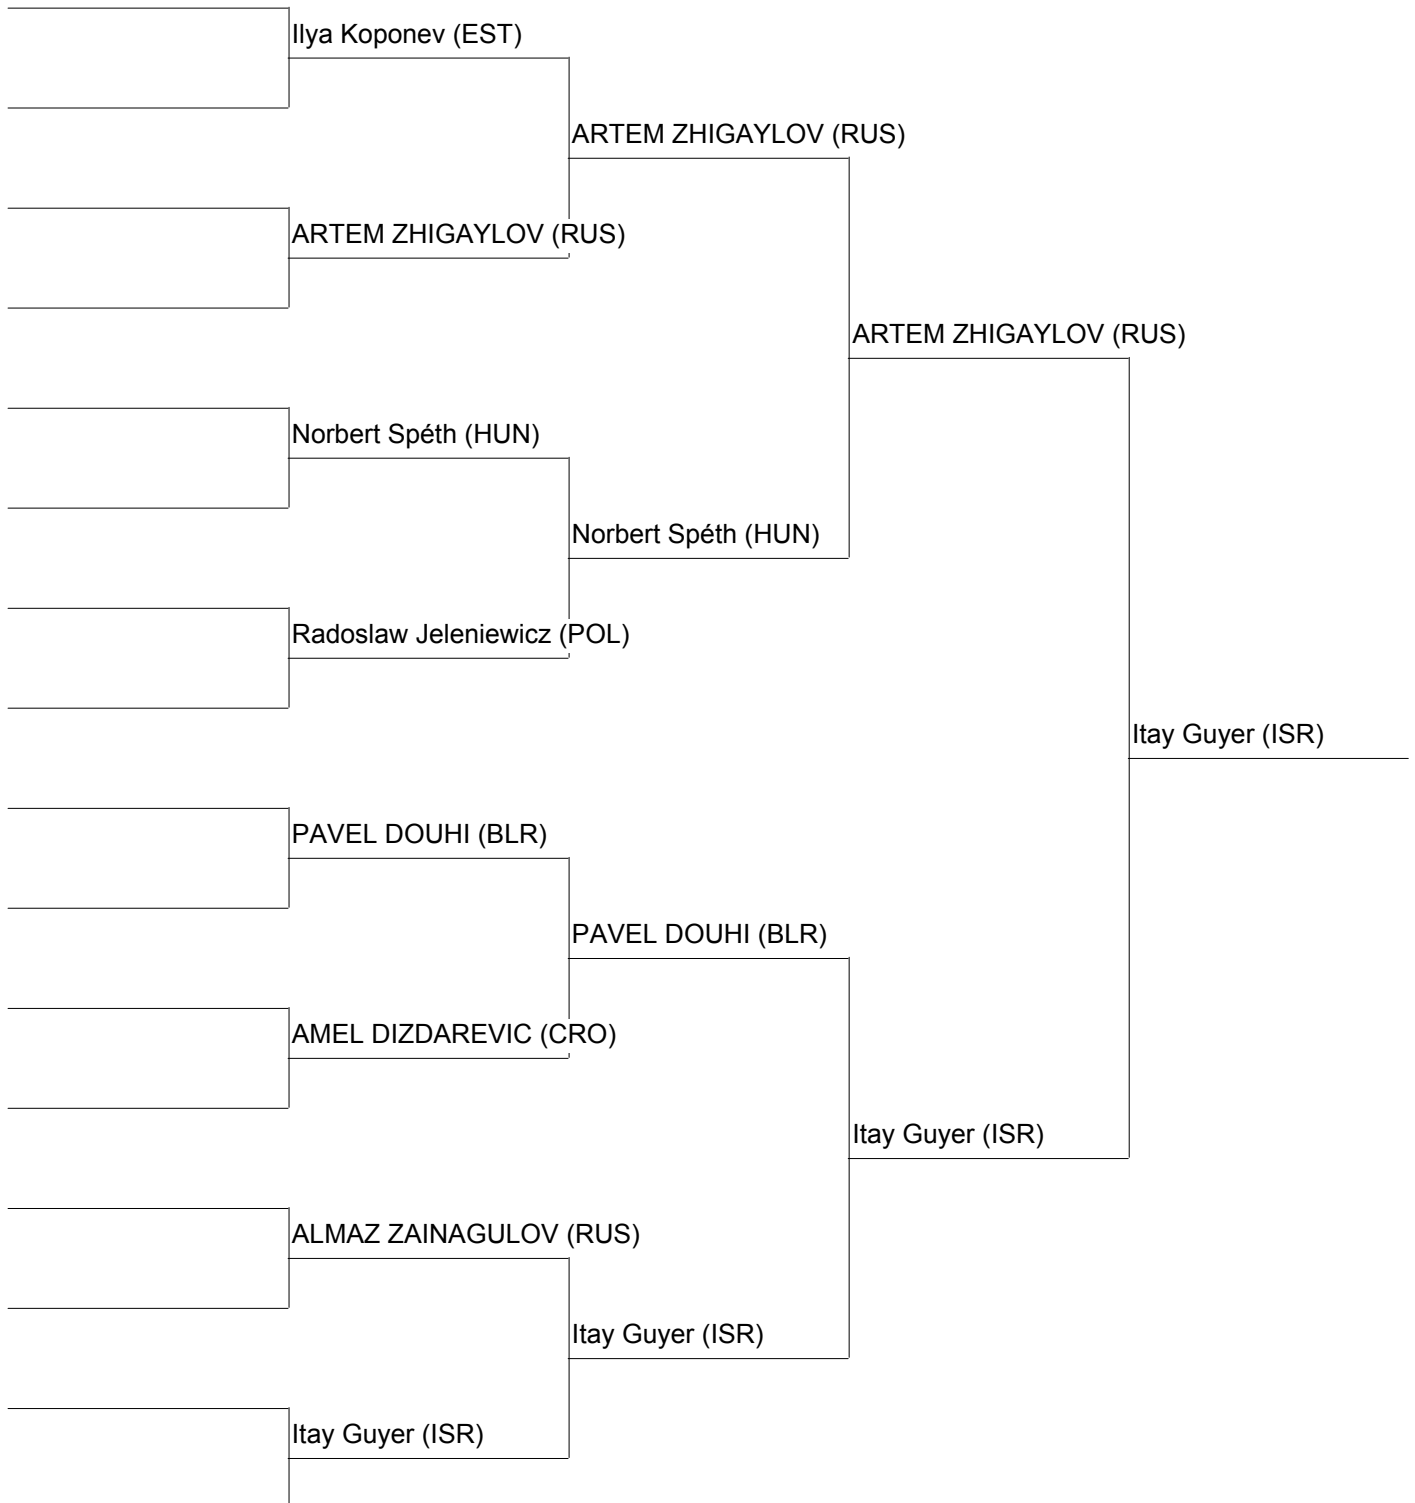 Ilya Koponev (EST)
ARTEM ZHIGAYLOV (RUS)
ARTEM ZHIGAYLOV (RUS)
ARTEM ZHIGAYLOV (RUS)
Norbert Spéth (HUN)
Norbert Spéth (HUN)
Radoslaw Jeleniewicz (POL)
Itay Guyer (ISR)
PAVEL DOUHI (BLR)
PAVEL DOUHI (BLR)
AMEL DIZDAREVIC (CRO)
Itay Guyer (ISR)
ALMAZ ZAINAGULOV (RUS)
Itay Guyer (ISR)
Itay Guyer (ISR)